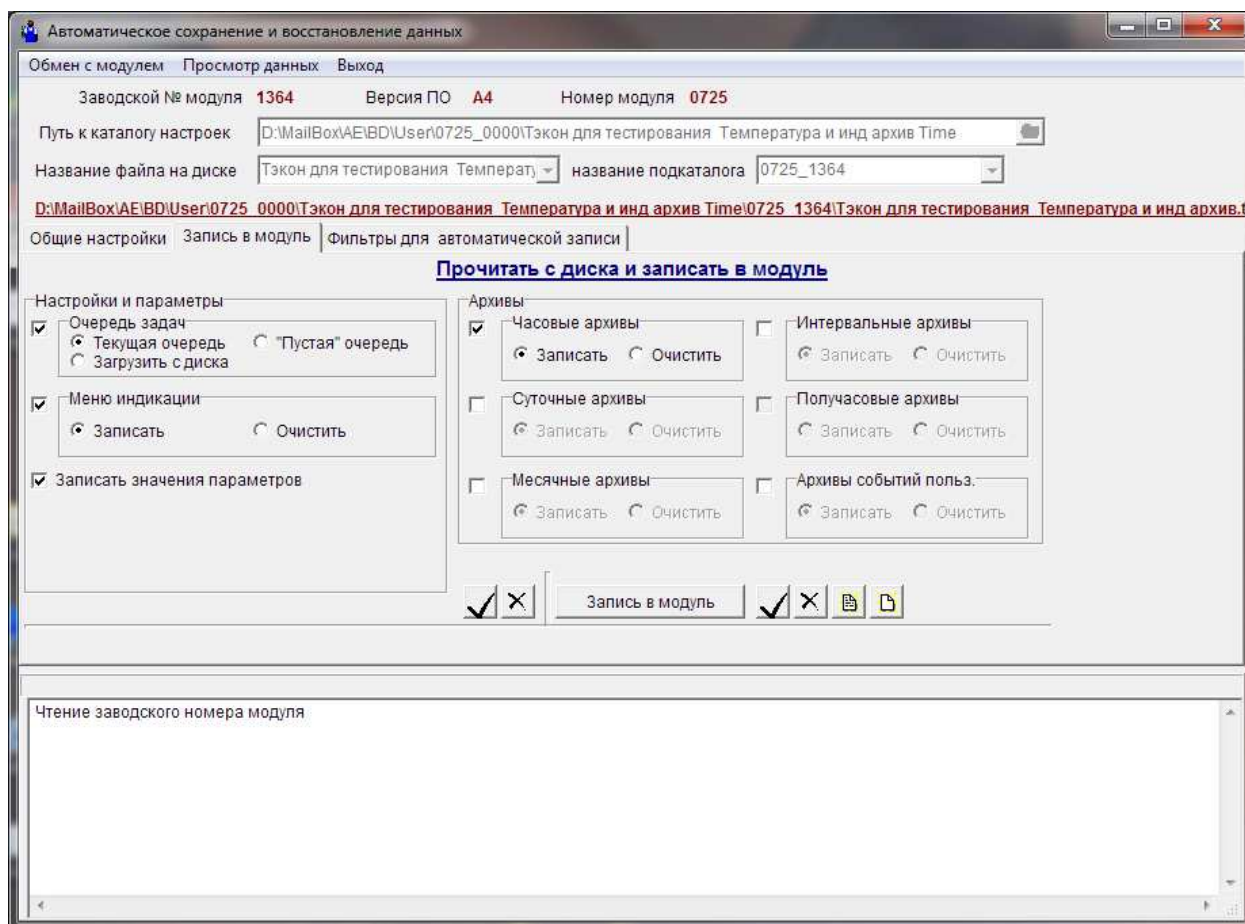 Автоматическое сохранение и восстановление данных
Обмен с модулем Просмотр данных Выход
Заводской № модуля 1364 Версия ПО A4 Номер модуля 0725
Путь к каталогу настроек D:\MailBox\AE\BD\User\0725_0000\Тэкон для тестирования Температура и инд архив Time
Название файла на диске Тэкон для тестирования Температу название подкаталога 0725_1364
D:\MailBox\AE\BD\User\0725_0000\Тэкон для тестирования Температура и инд архив Time\0725_1364\Тэкон для тестирования Температура и инд архив.t
Общие настройки Запись в модуль Фильтры для автоматической записи
Прочитать с диска и записать в модуль
Настройки и параметры Архивы
Очередь задач Часовые архивы Интервальные архивы
Текущая очередь "Пустая" очередь Записать Очистить Записать Очистить
Загрузить с диска
Меню индикации Суточные архивы Получасовые архивы
Записать Очистить Записать Очистить Записать Очистить
Записать значения параметров Месячные архивы Архивы событий польз.
Записать Очистить Записать Очистить
Запись в модуль
Чтение заводского номера модуля